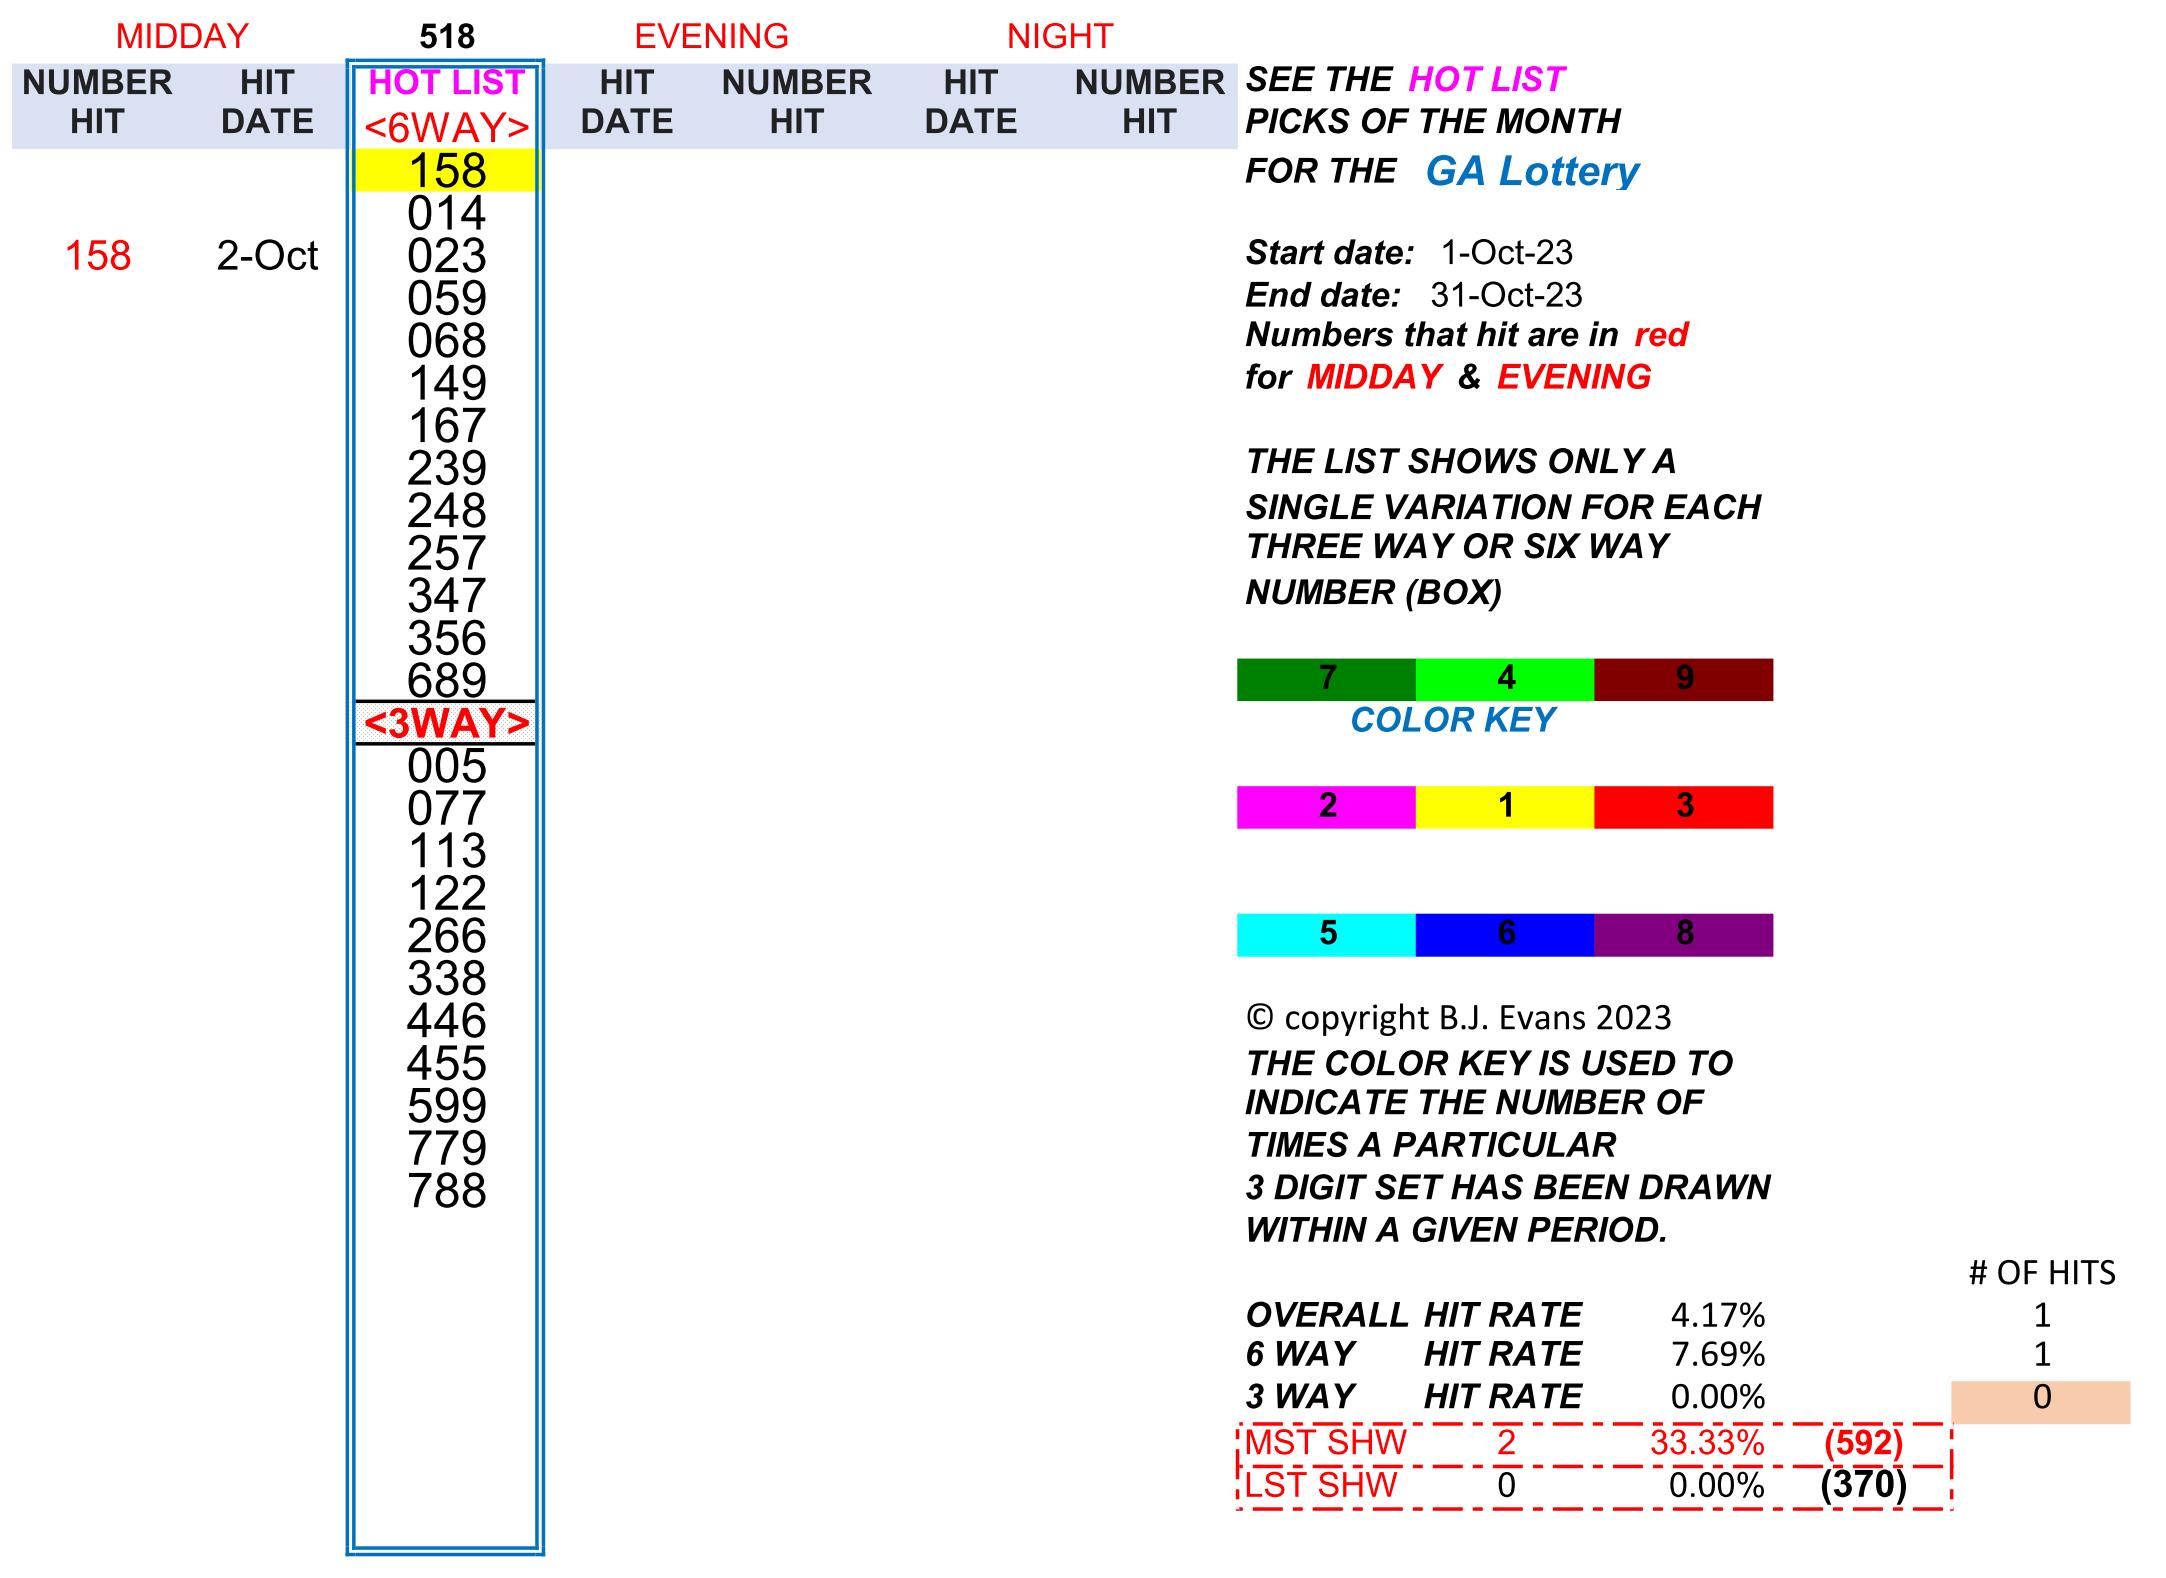 MIDDAY 518 EVENING NIGHT
NUMBER HIT HOT LIST HIT NUMBER HIT NUMBER SEE THE HOT LIST
HIT DATE <6WAY> DATE HIT DATE HIT PICKS OF THE MONTH
158 FOR THE GA Lottery
014
158 2-Oct 023 Start date: 1-Oct-23
059 End date: 31-Oct-23
068 Numbers that hit are in red
149 for MIDDAY & EVENING
167
239 THE LIST SHOWS ONLY A
248 SINGLE VARIATION FOR EACH
257 THREE WAY OR SIX WAY
347 NUMBER (BOX)
356
689 7 4 9
<3WAY> COLOR KEY
005
077 2 1 3
113
122
266 5 6 8
338
446 © copyright B.J. Evans 2023
455 THE COLOR KEY IS USED TO
599 INDICATE THE NUMBER OF
779 TIMES A PARTICULAR
788 3 DIGIT SET HAS BEEN DRAWN
WITHIN A GIVEN PERIOD.
# OF HITS
OVERALL HIT RATE 4.17% 1
6 WAY HIT RATE 7.69% 1
3 WAY HIT RATE 0.00% 0
MST SHW 2 33.33% (592)
LST SHW 0 0.00% (370)